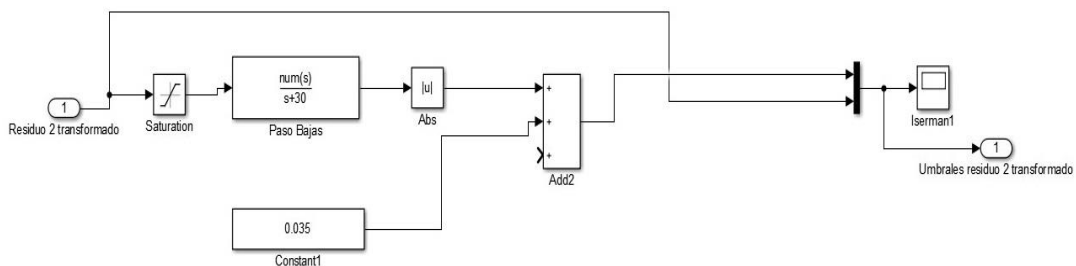 1
Residuo 2 transformado
Saturation
num(s)
s+30
Paso Bajas
|u|
Abs
+
+
+
Add2
0.035
Constant1
Iserman1
1
Umbrales residuo 2 transformado